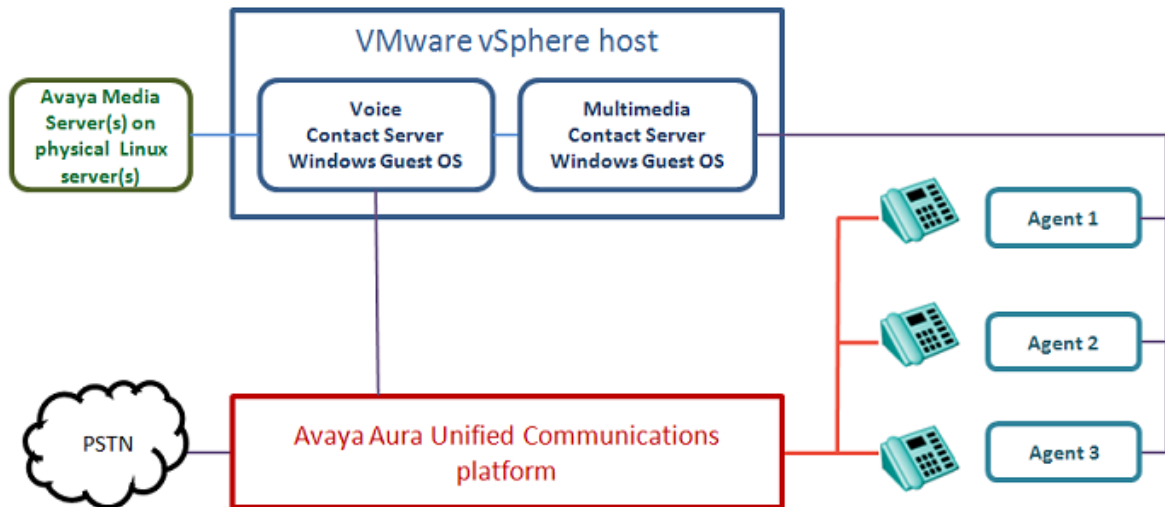 VMware vSphere host
Avaya Media
Server(s) on
physical Linux
server(s)
Voice
Contact Server
Windows Guest OS
Multimedia
Contact Server
Windows Guest OS
Agent 1
Agent 2
Agent 3
PSTN
Avaya Aura Unified Communications
platform